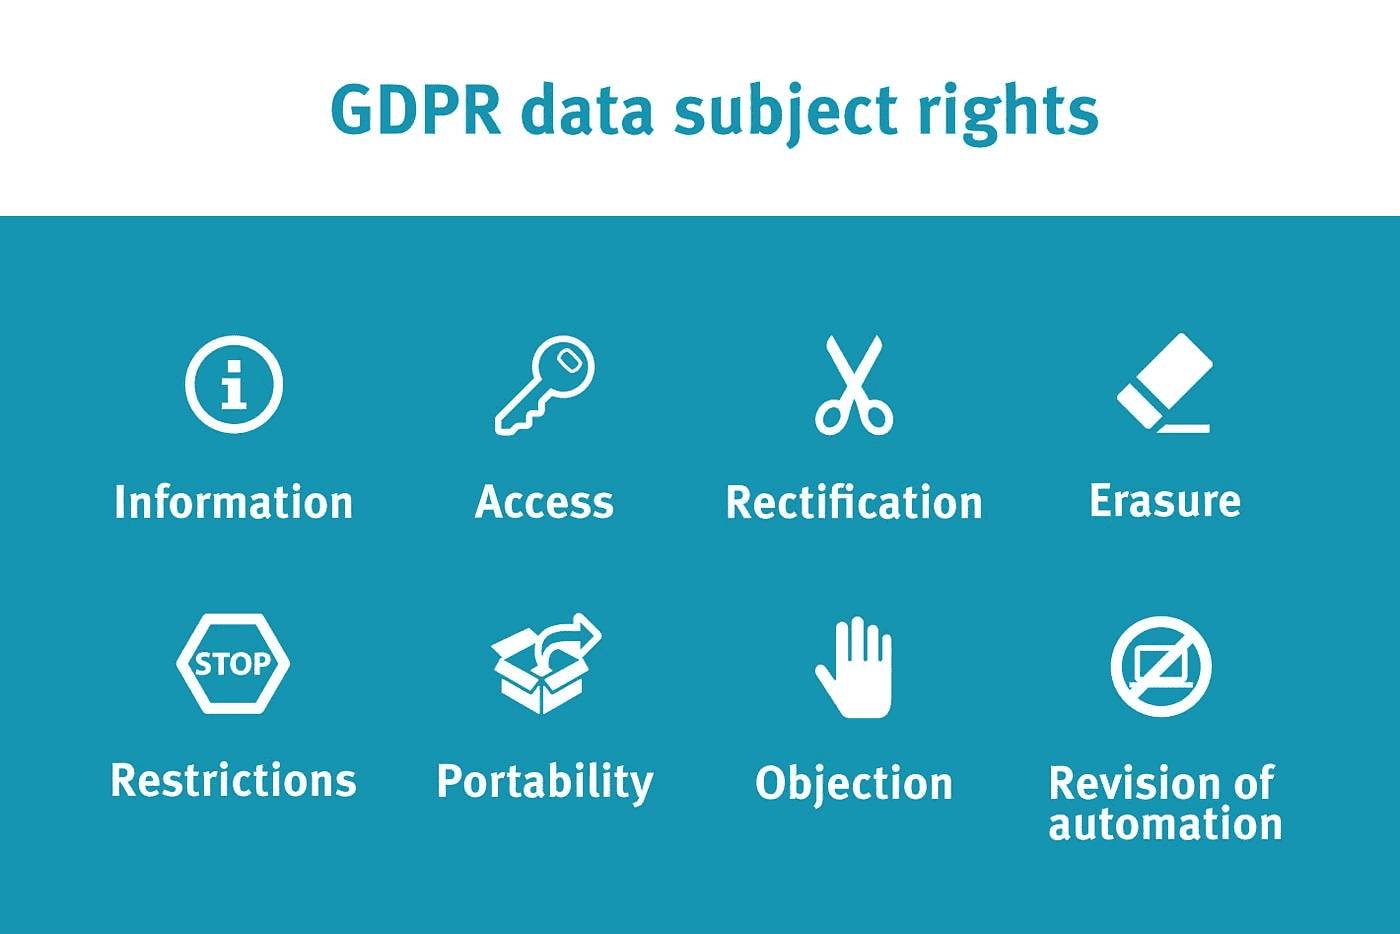 GDPR data subject rights
Information
Access
Rectification
Erasure
STOP
Restrictions
Portability
Objection
Revision of
automation